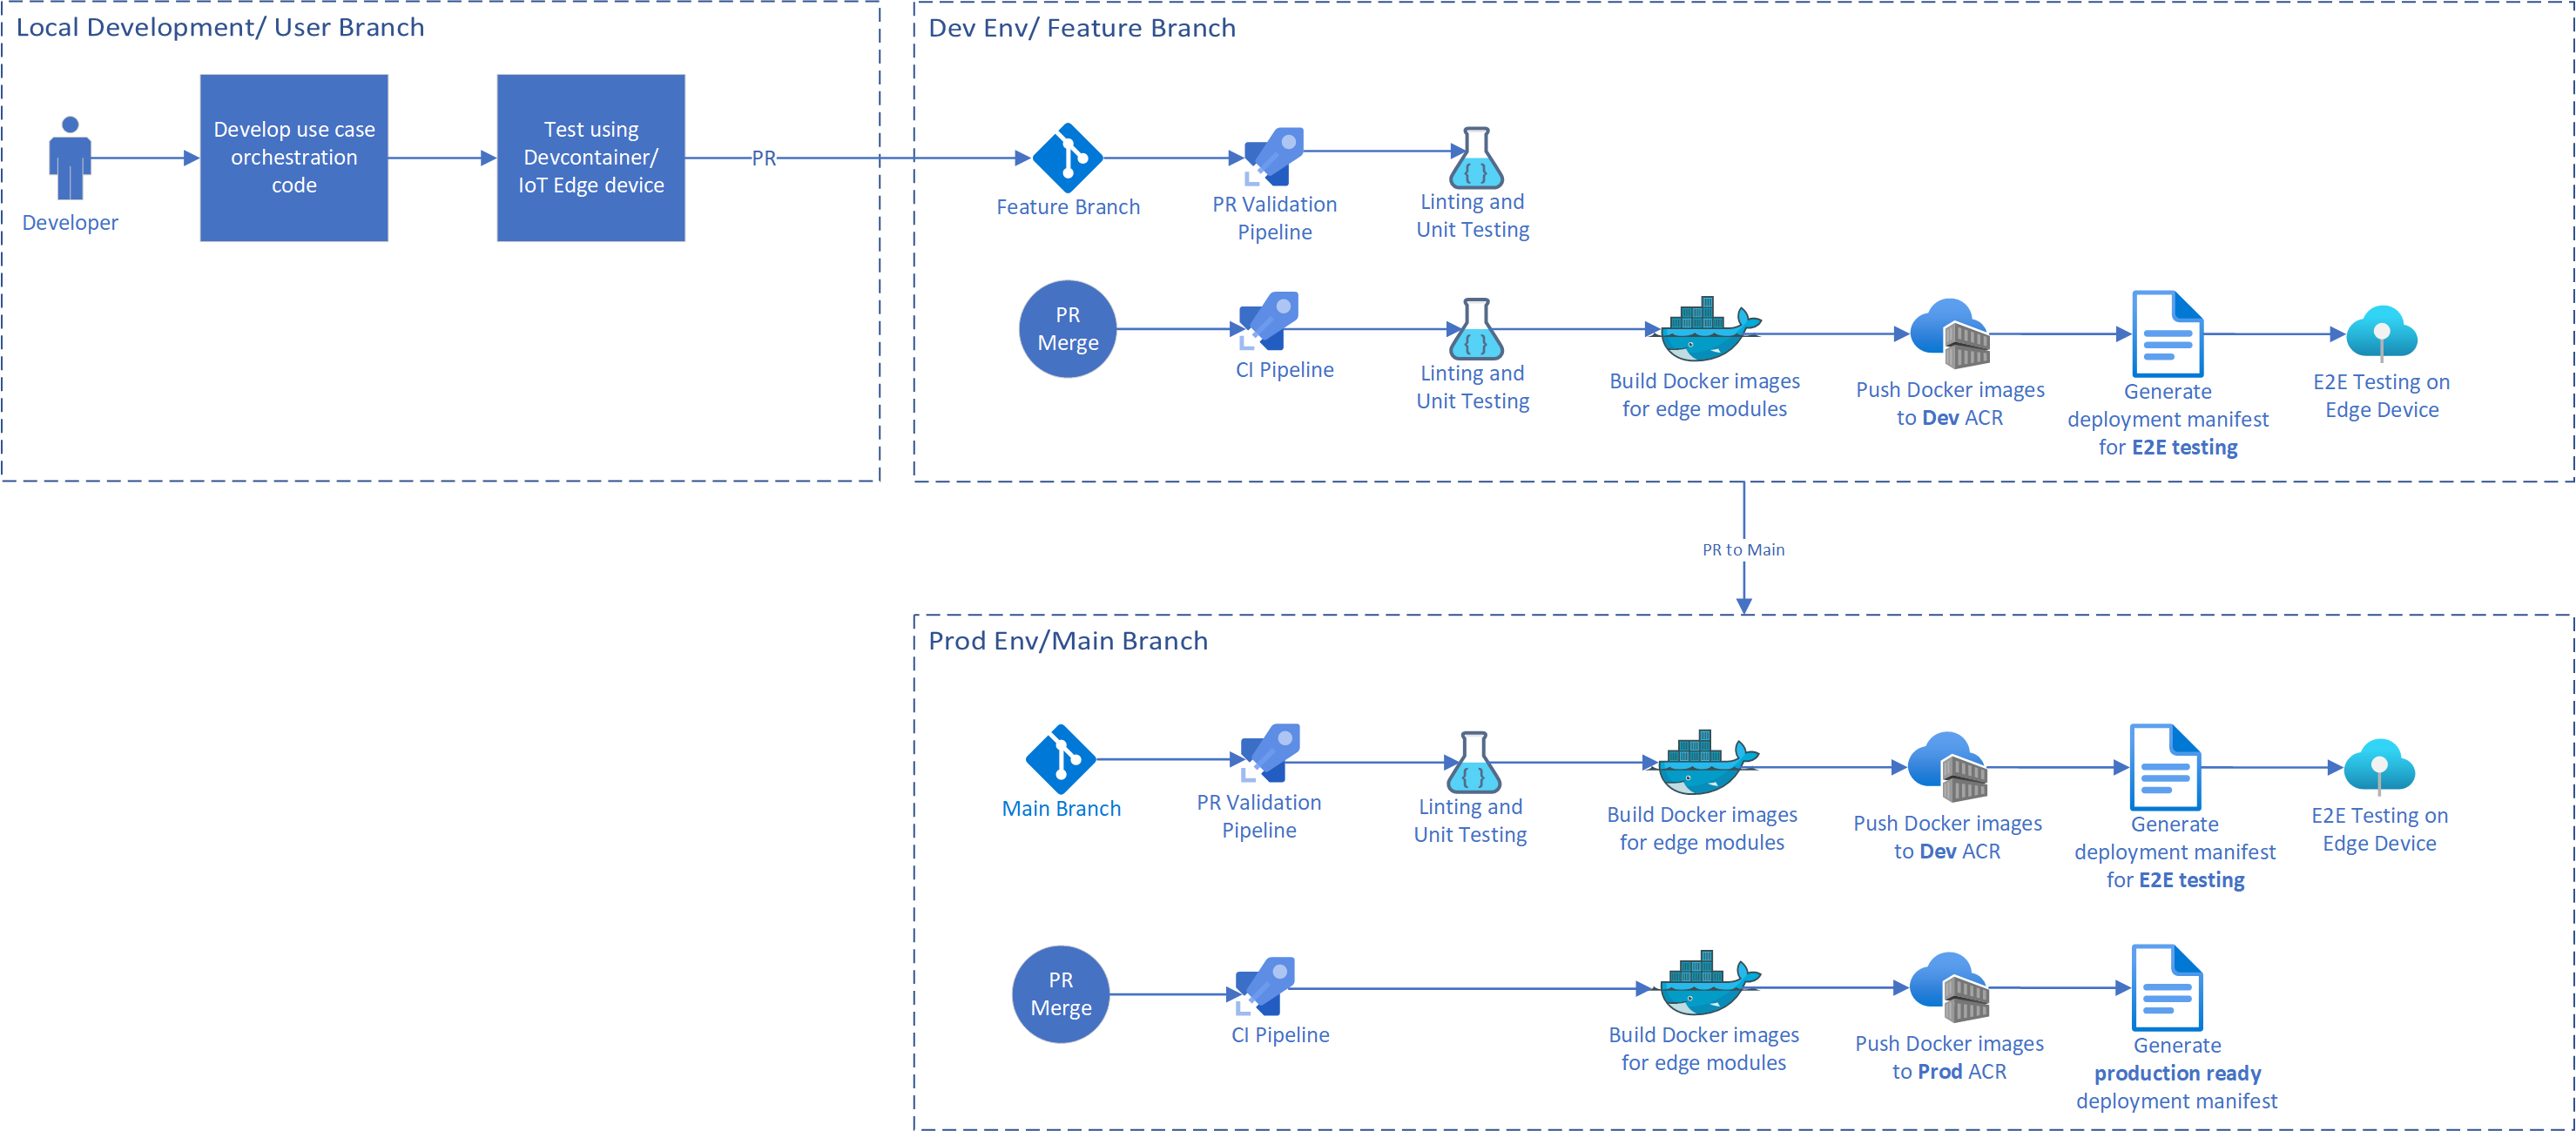 Local Development/ User Branch
Developer
Develop use case
orchestration
code
Test using
Devcontainer/
IoT Edge device
PR
Dev Env/ Feature Branch
Feature Branch
PR Validation
Pipeline
Linting and
Unit Testing
PR
Merge
CI Pipeline
Linting and
Unit Testing
Build Docker images
for edge modules
Push Docker images
to Dev ACR
Generate
deployment manifest
for E2E testing
E2E Testing on
Edge Device
PR to Main
Prod Env/Main Branch
Main Branch
PR Validation
Pipeline
Linting and
Unit Testing
Build Docker images
for edge modules
Push Docker images
to Dev ACR
Generate
deployment manifest
for E2E testing
E2E Testing on
Edge Device
PR
Merge
CI Pipeline
Build Docker images
for edge modules
Push Docker images
to Prod ACR
Generate
production ready
deployment manifest